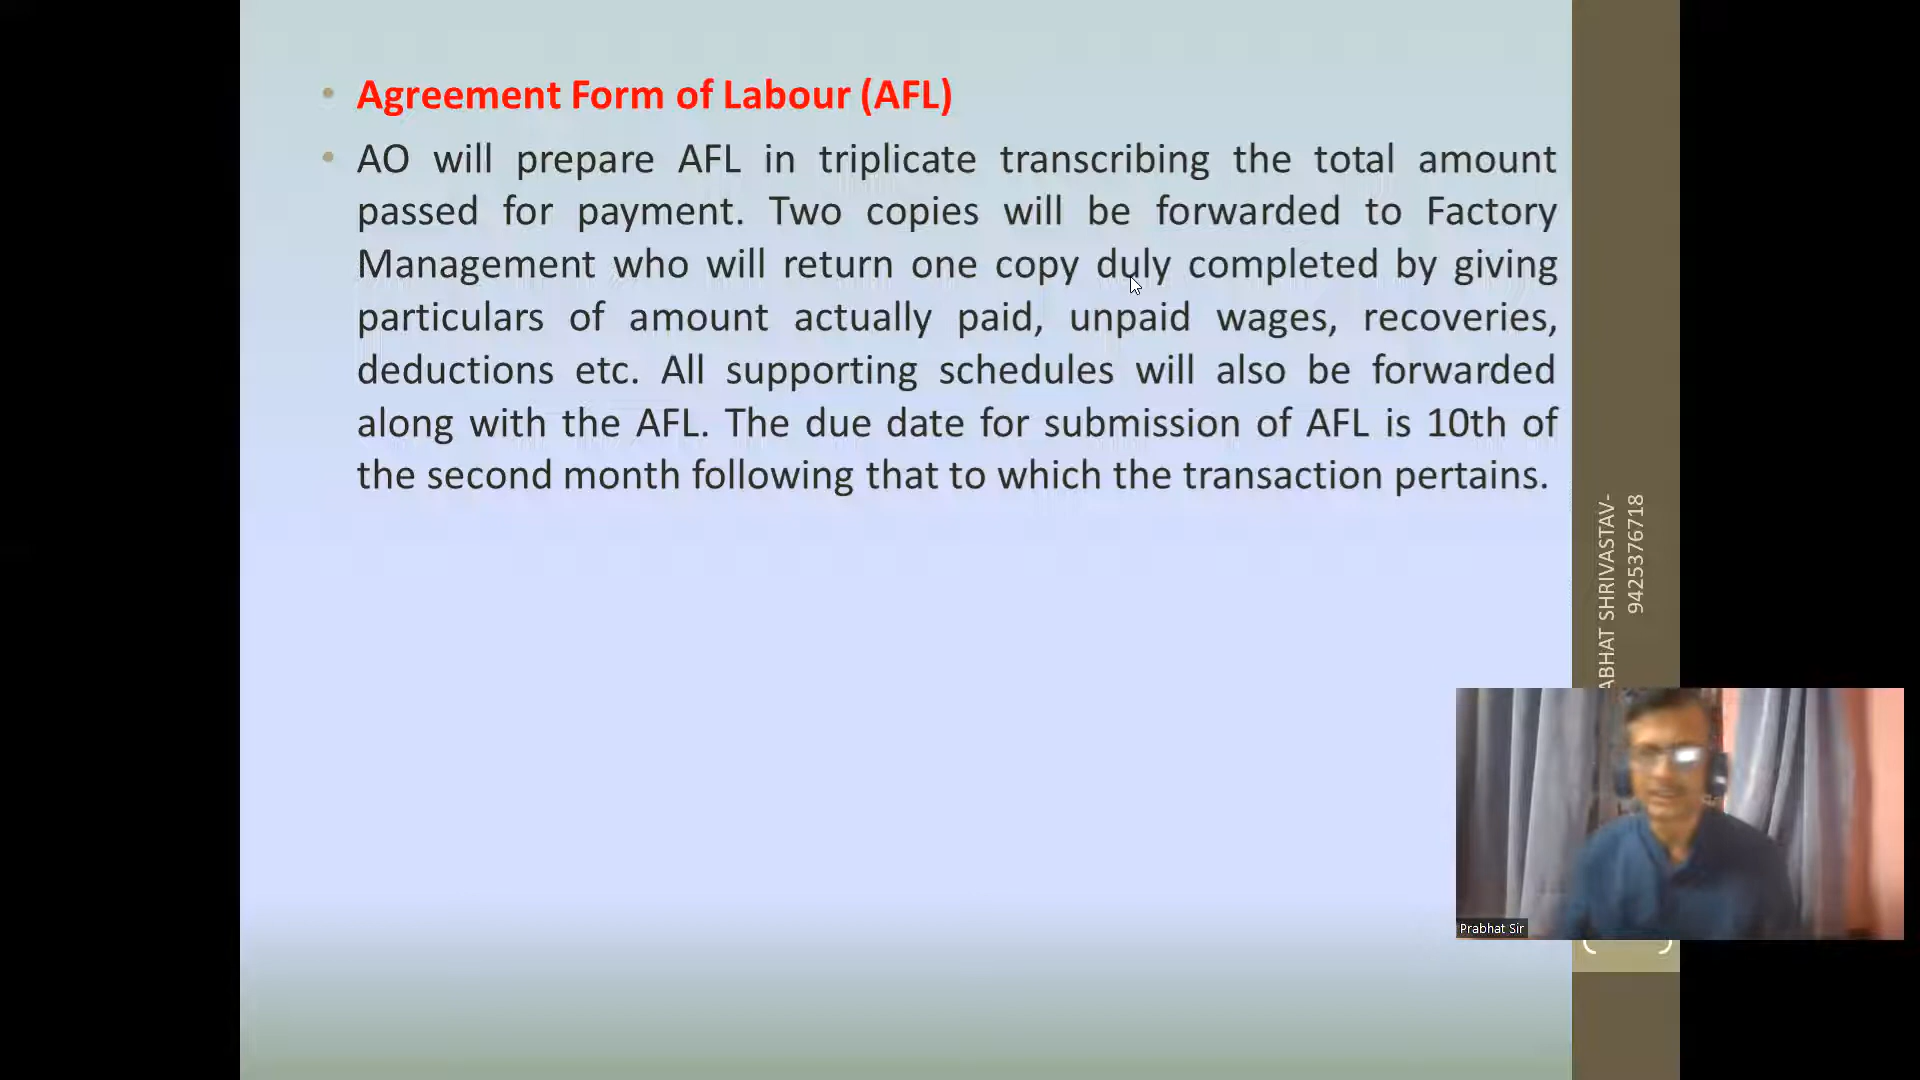 Agreement Form of Labour (AFL)
AO will prepare AFL in triplicate transcribing the total amount
passed for payment. Two copies will be forwarded to Factory
Management who will return one copy duly completed by giving
particulars of amount actually paid, unpaid wages, recoveries,
deductions etc. All supporting schedules will also be forwarded
along with the AFL. The due date for submission of AFL is 10th of
the second month following that to which the transaction pertains.
ABHAT SHRIVASTAV-
9425376718
Prabhat Sir